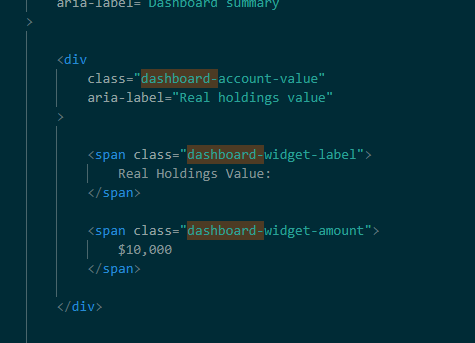 aria-label="Dashboard summary
>
<div
class="dashboard-account-value"
aria-label="Real holdings value"
>
<span class="dashboard-widget-label">
Real Holdings Value:
</span>
<span class="dashboard-widget-amount">
$10,000
</span>
</div>